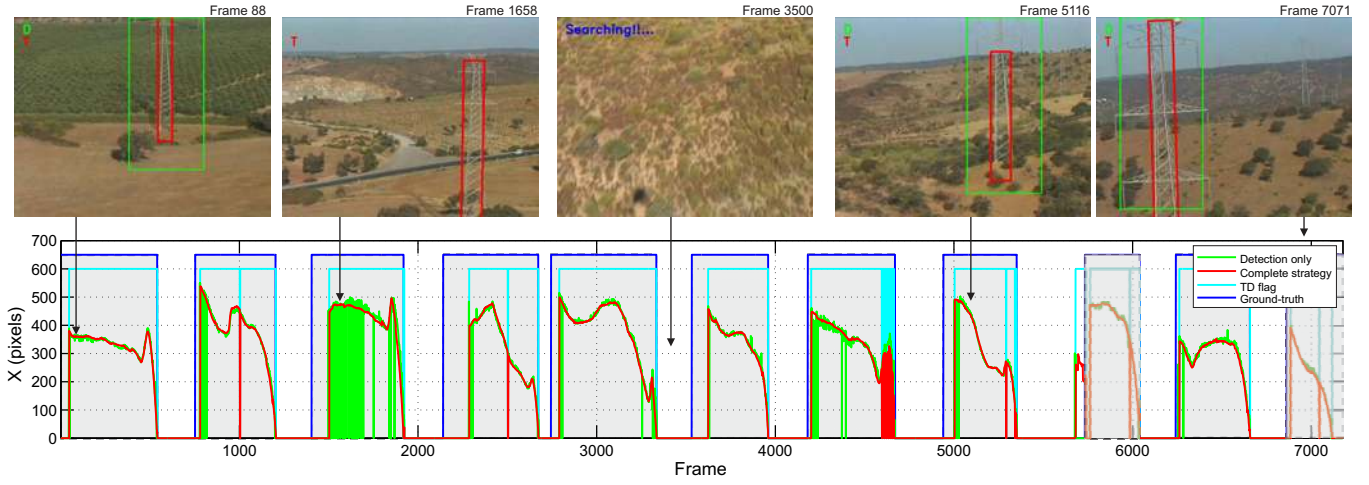 Frame 88
Frame 1658
Frame 3500
Frame 5116
Frame 7071
D
T
T
Searching!!...
D
T
D
T
700
600
500
400
300
200
100
0
X (pixels)
Detection only
Complete strategy
TD flag
Ground-truth
1000
2000
3000
4000
5000
6000
7000
Frame